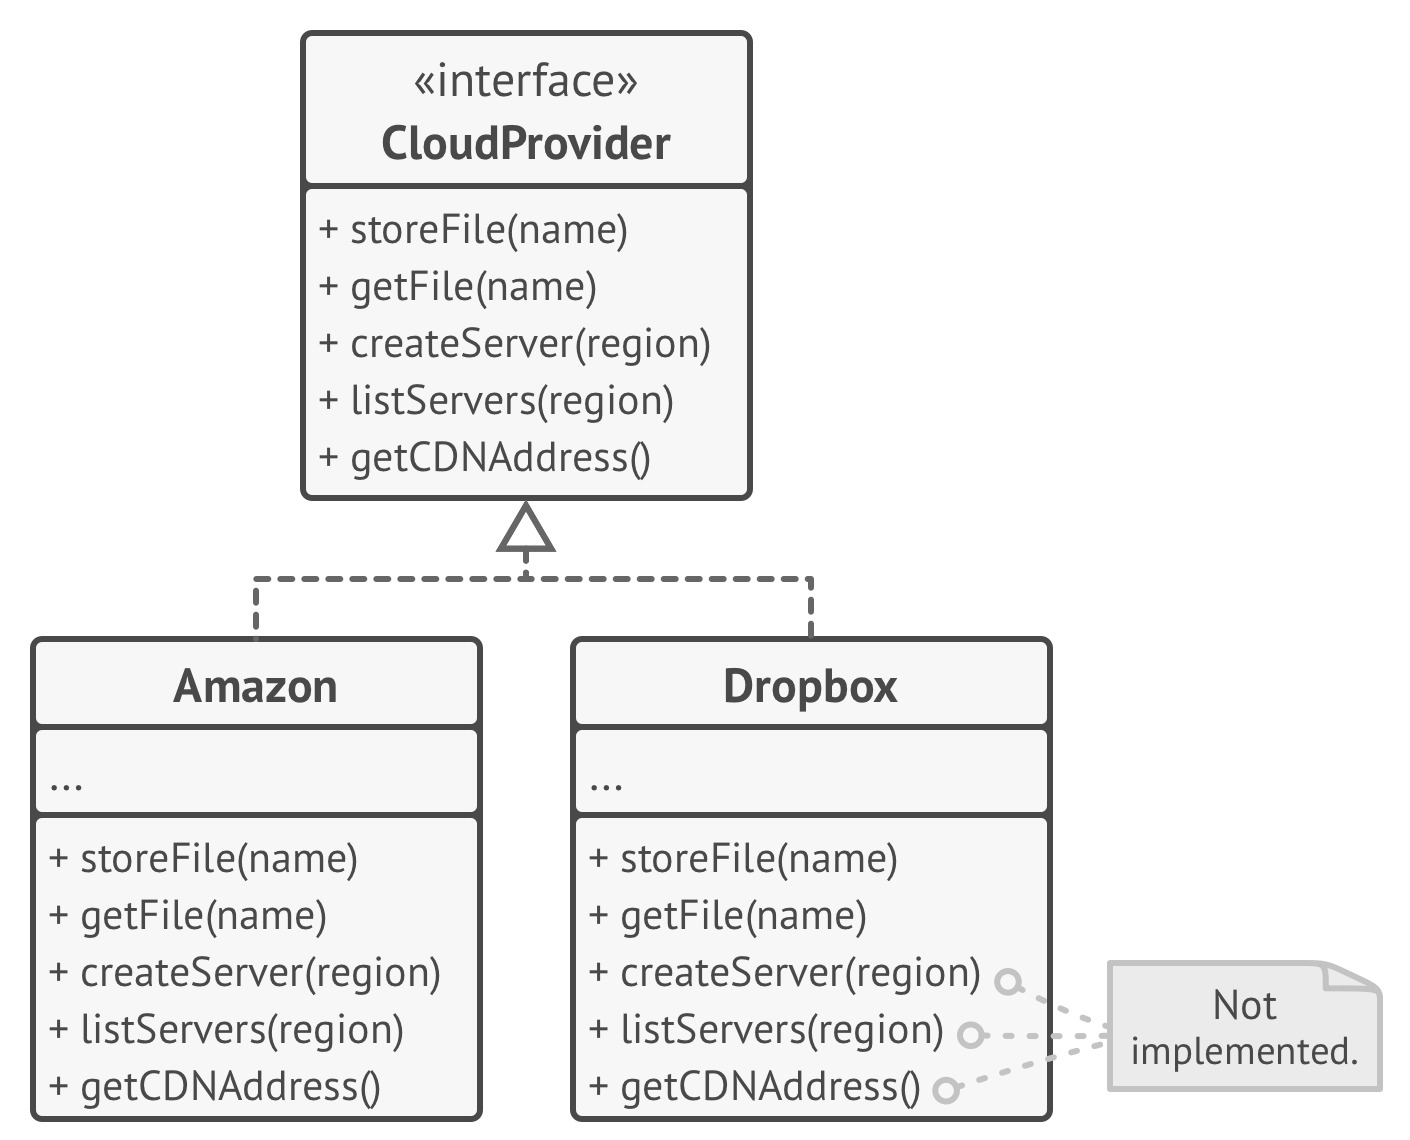 «interface»
CloudProvider
+ storeFile(name)
+ getFile(name)
+ createServer(region)
+ listServers(region)
+ getCDNAddress()
Amazon
...
+ storeFile(name)
+ getFile(name)
+ createServer(region)
+ listServers(region)
+ getCDNAddress()
Dropbox
...
+ storeFile(name)
+ getFile(name)
+ createServer(region)
+ listServers(region)
+ getCDNAddress()
Not
implemented.